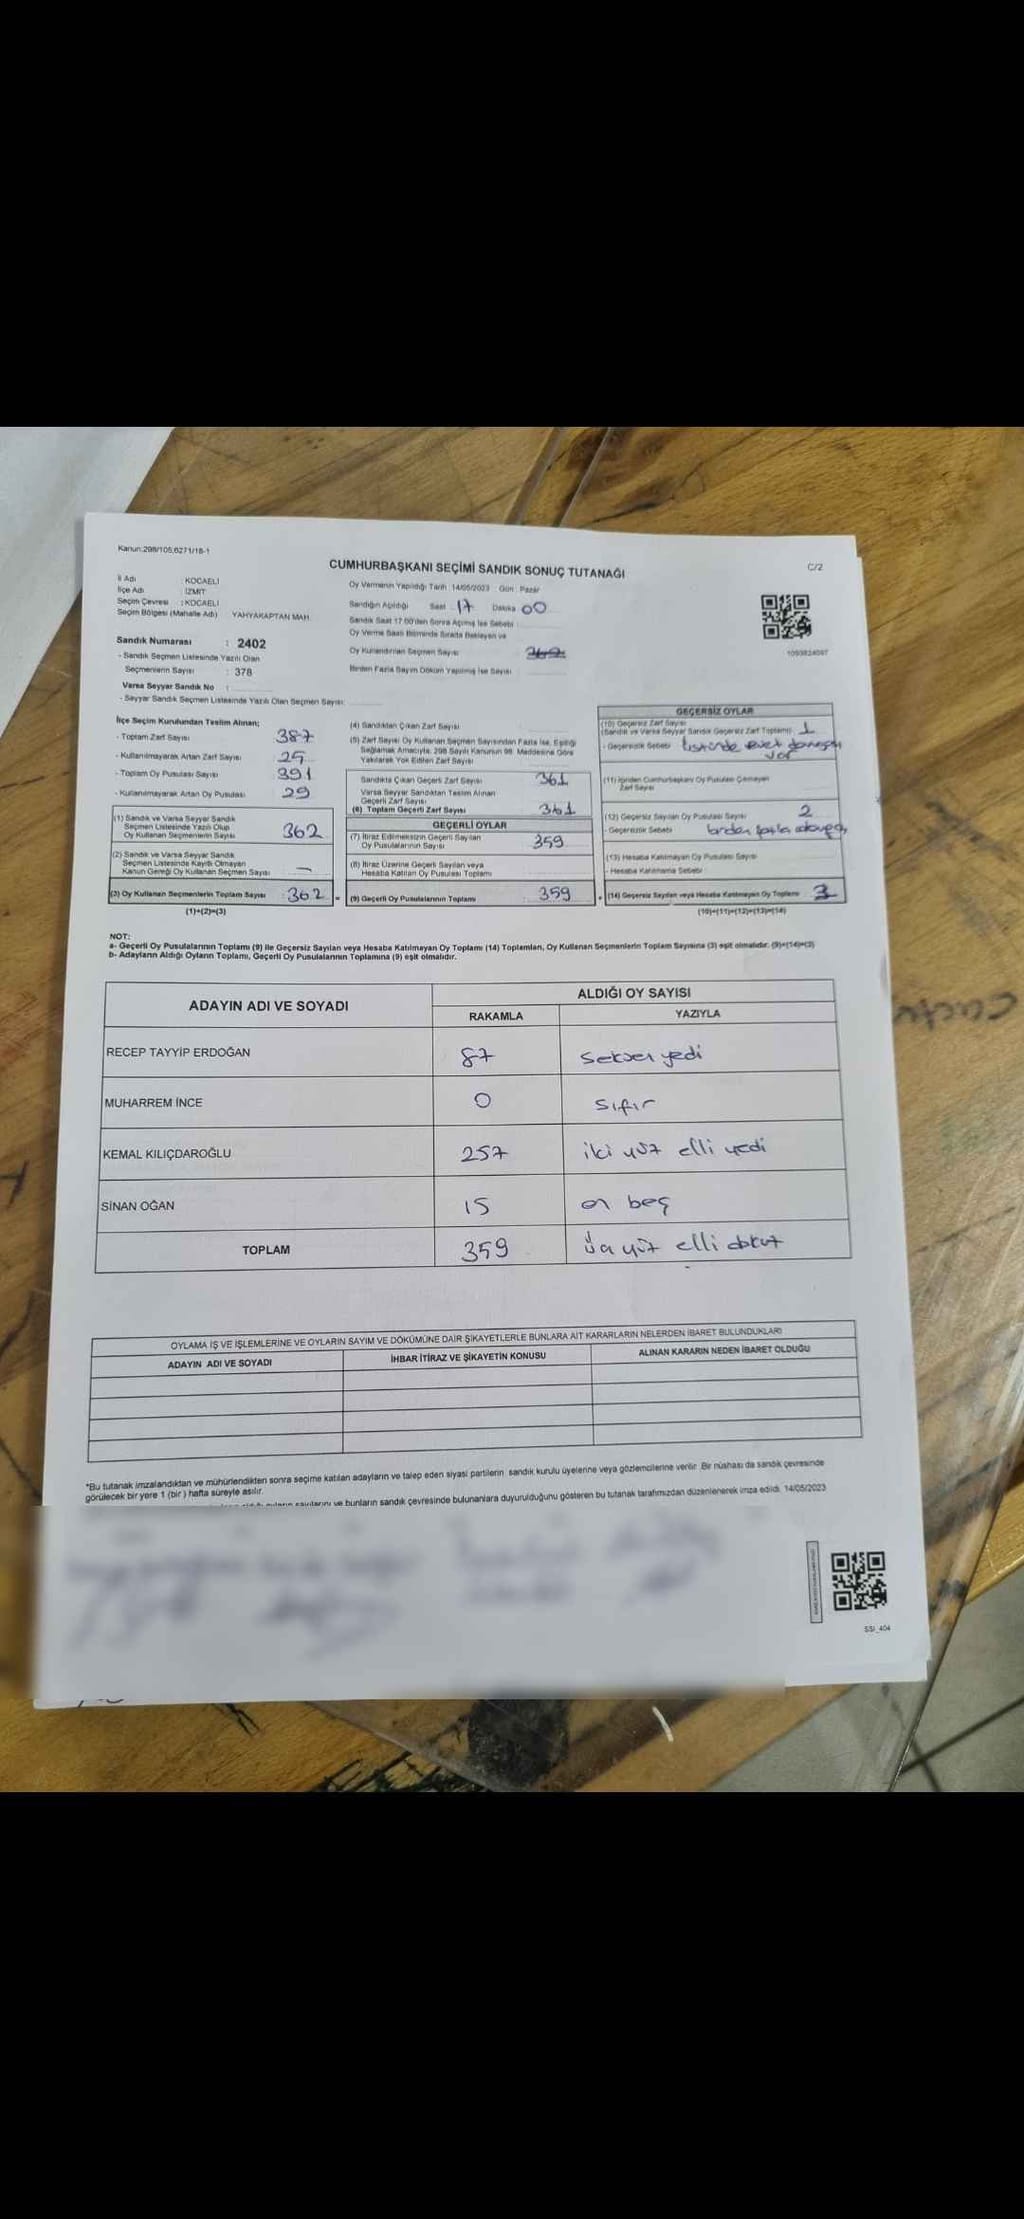 Kanun:298/105,6271/18-1
C/2
CUMHURBAŞKANI SEÇİMİ SANDIK SONUÇ TUTANAĞI
İl Adı : KOCAELİ
İlçe Adı : İZMİT
Seçim Çevresi : KOCAELİ
Seçim Bölgesi (Mahalle Adı) YAHYAKAPTAN MAH.
Sandık Numarası : 2402
- Sandık Seçmen Listesinde Yazılı Olan
Seçmenlerin Sayısı : 378
Varsa Seyyar Sandık No :
- Seyyar Sandık Seçmen Listesinde Yazılı Olan Seçmen Sayısı:
Oy Vermenin Yapıldığı Tarih 14/05/2023 Gün: Pazar
Sandığın Açıldığı Saat 17 Dakika 00
Sandık Saat 17:00'den Sonra Açılmış İse Sebebi :
Oy Verme Saati Bitiminde Sırada Bekleyen ve
Oy Kullandırılan Seçmen Sayısı 362
Birden Fazla Sayım Döküm Yapılmış İse Sayısı
1093824087
İlçe Seçim Kurulundan Teslim Alınan;
- Toplam Zarf Sayısı 387
- Kullanılmayarak Artan Zarf Sayısı 25
- Toplam Oy Pusulası Sayısı 391
- Kullanılmayarak Artan Oy Pusulası 29
(1) Sandık ve Varsa Seyyar Sandık
Seçmen Listesinde Yazılı Olup
Oy Kullanan Seçmenlerin Sayısı 362
(2) Sandık ve Varsa Seyyar Sandık
Seçmen Listesinde Kayıtlı Olmayan
Kanun Gereği Oy Kullanan Seçmen Sayısı : —
(3) Oy Kullanan Seçmenlerin Toplam Sayısı : 362 =
(1)+(2)=(3)
(4) Sandıktan Çıkan Zarf Sayısı
(5) Zarf Sayısı Oy Kullanan Seçmen Sayısından Fazla İse, Eşitliği
Sağlamak Amacıyla, 298 Sayılı Kanunun 98. Maddesine Göre
Yakılarak Yok Edilen Zarf Sayısı
Sandıkta Çıkan Geçerli Zarf Sayısı 361
Varsa Seyyar Sandıktan Teslim Alınan
Geçerli Zarf Sayısı
(6) Toplam Geçerli Zarf Sayısı 361
GEÇERLİ OYLAR
(7) İtiraz Edilmeksizin Geçerli Sayılan
Oy Pusulalarının Sayısı 359
(8) İtiraz Üzerine Geçerli Sayılan veya
Hesaba Katılan Oy Pusulası Toplamı
(9) Geçerli Oy Pusulalarının Toplamı : 359 +
GEÇERSİZ OYLAR
(10) Geçersiz Zarf Sayısı
(Sandık ve Varsa Seyyar Sandık Geçersiz Zarf Toplamı) 1
- Geçersizlik Sebebi üstünde evet damgası
var
(11) İçinden Cumhurbaşkanı Oy Pusulası Çıkmayan
Zarf Sayısı
(12) Geçersiz Sayılan Oy Pusulası Sayısı 2
- Geçersizlik Sebebi birden fazla damga
(13) Hesaba Katılmayan Oy Pusulası Sayısı
- Hesaba Katılmama Sebebi
(14) Geçersiz Sayılan veya Hesaba Katılmayan Oy Toplamı 3
(10)+(11)+(12)+(13)=(14)
NOT:
a- Geçerli Oy Pusulalarının Toplamı (9) ile Geçersiz Sayılan veya Hesaba Katılmayan Oy Toplamı (14) Toplamları, Oy Kullanan Seçmenlerin Toplam Sayısına (3) eşit olmalıdır. (9)+(14)=(3)
b- Adayların Aldığı Oyların Toplamı, Geçerli Oy Pusulalarının Toplamına (9) eşit olmalıdır.
ADAYIN ADI VE SOYADI
ALDIĞI OY SAYISI
RAKAMLA YAZIYLA
RECEP TAYYİP ERDOĞAN 87 Seksen yedi
MUHARREM İNCE 0 Sıfır
KEMAL KILIÇDAROĞLU 257 iki yüz elli yedi
SİNAN OĞAN 15 on beş
TOPLAM 359 üç yüz elli dokuz
OYLAMA İŞ VE İŞLEMLERİNE VE OYLARIN SAYIM VE DÖKÜMÜNE DAİR ŞİKAYETLERLE BUNLARA AİT KARARLARIN NELERDEN İBARET BULUNDUKLARI
ADAYIN ADI VE SOYADI İHBAR İTİRAZ VE ŞİKAYETİN KONUSU ALINAN KARARIN NEDEN İBARET OLDUĞU
*Bu tutanak imzalandıktan ve mühürlendikten sonra seçime katılan adayların ve talep eden siyasi partilerin sandık kurulu üyelerine veya gözlemcilerine verilir. Bir nüshası da sandık çevresinde
görülecek bir yere 1 (bir) hafta süreyle asılır.
sayılarını ve bunların sandık çevresinde bulunanlara duyurulduğunu gösteren bu tutanak tarafımızdan düzenlenerek imza edildi. 14/05/2023
SSI_404